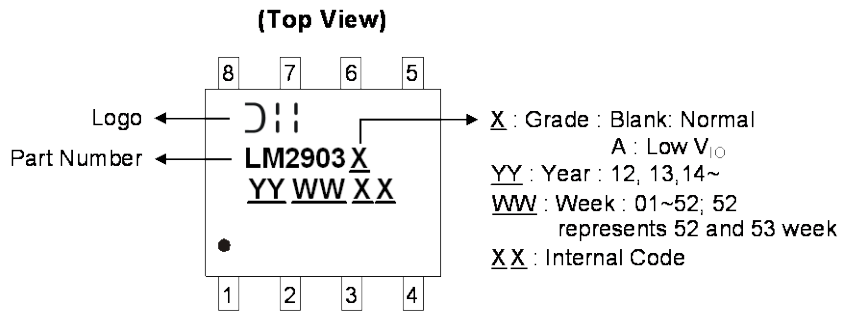 (Top View)
8 7 6 5
Logo
Part Number
LM2903 X
YY WW X X
X : Grade : Blank: Normal
A : Low VIO
YY : Year : 12, 13,14~
WW : Week : 01~52; 52
represents 52 and 53 week
X X : Internal Code
1 2 3 4